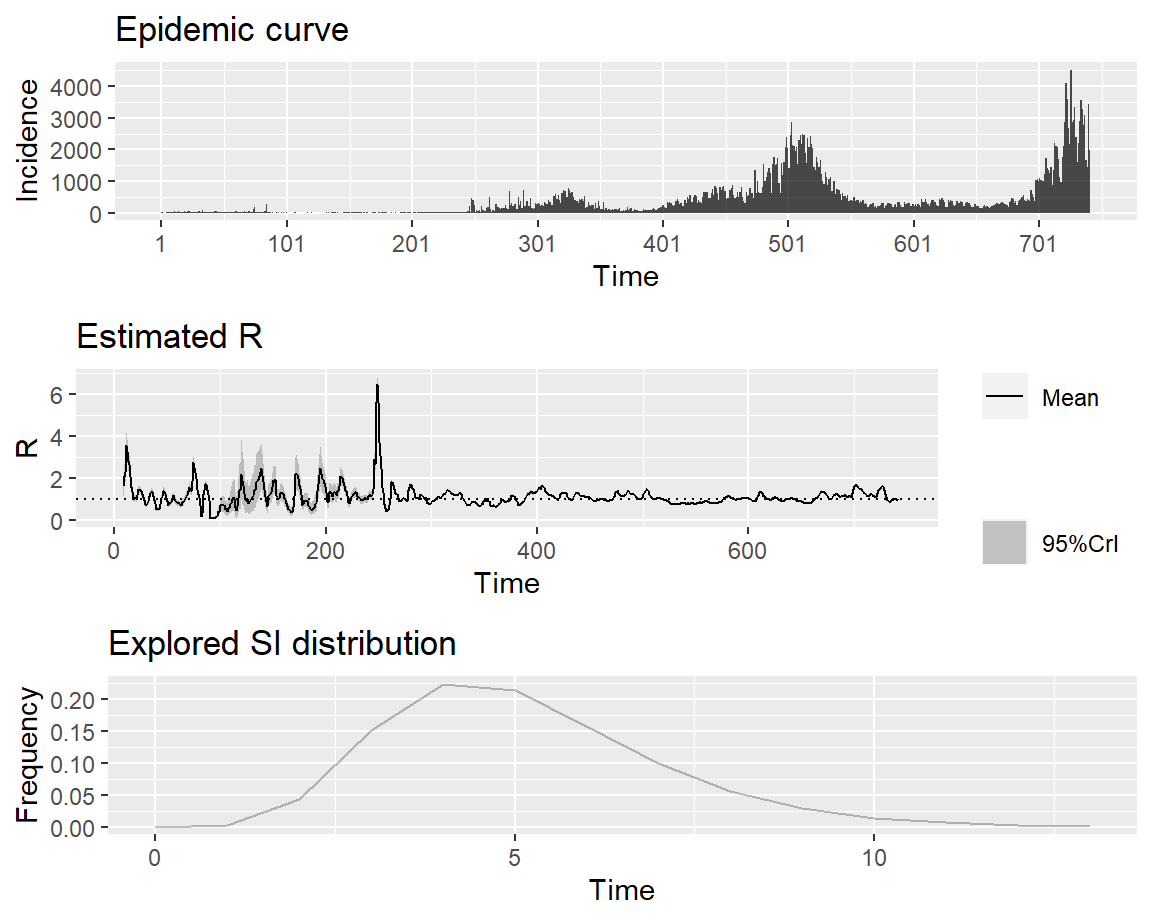 Epidemic curve
Incidence
4000
3000
2000
1000
0
1 101 201 301 401 501 601 701
Time
Estimated R
R
6
4
2
0
0 200 400 600
Time
Mean
95%CrI
Explored SI distribution
Frequency
0.20
0.15
0.10
0.05
0.00
0 5 10
Time